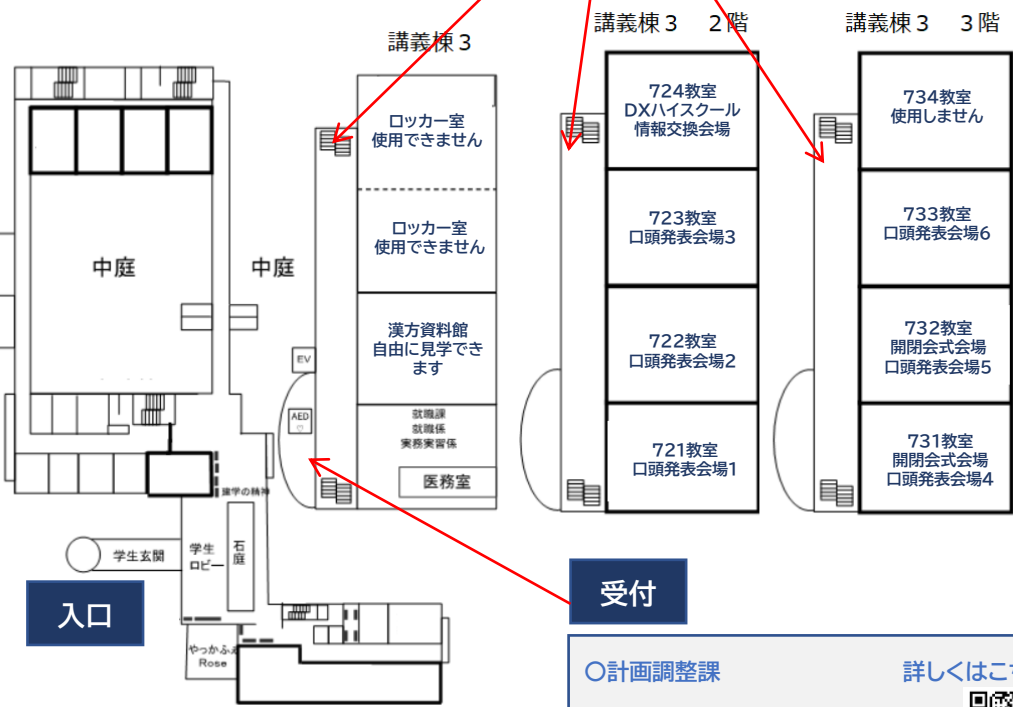 講義棟３
講義棟３　２階
講義棟３　３階
ロッカー室
使用できません
ロッカー室
使用できません
漢方資料館
自由に見学でき
ます
就職課
就職係
実務実習係
医務室
724教室
DXハイスクール
情報交換会場
723教室
口頭発表会場3
722教室
口頭発表会場2
721教室
口頭発表会場1
734教室
使用しません
733教室
口頭発表会場6
732教室
開閉会式会場
口頭発表会場5
731教室
開閉会式会場
口頭発表会場4
中庭
中庭
EV
AED
建学の精神
学生玄関
学生
ロビー
石庭
入口
受付
やっかふぇ
Rose
〇計画調整課
詳しくはこち